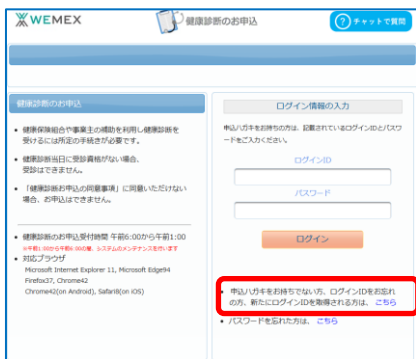 WEMEX
健康診断のお申込
? チャットで質問
健康診断のお申込
• 健康保険組合や事業主の補助を利用し健康診断を
受けるには所定の手続きが必要です。
• 健康診断当日に受診資格がない場合、
受診はできません。
• 「健康診断お申込の同意事項」に同意いただけない
場合、お申込はできません。
• 健康診断のお申込受付時間 午前6:00から午前1:00
※午前1:00から午前6:00の間、システムのメンテナンスを行います
• 対応ブラウザ
Microsoft Internet Explorer 11, Microsoft Edge94
Firefox37, Chrome42
Chrome42(on Android), Safari8(on iOS)
ログイン情報の入力
申込ハガキをお持ちの方は、記載されているログインIDとパスワ
ードをご入力ください。
ログインID
パスワード
ログイン
• 申込ハガキをお持ちでない方、ログインIDをお忘れ
の方、新たにログインIDを取得される方は、こちら
• パスワードを忘れた方は、こちら